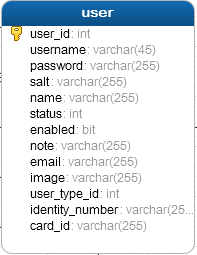 user
user_id: int
username: varchar(45)
password: varchar(255)
salt: varchar(255)
name: varchar(255)
status: int
enabled: bit
note: varchar(255)
email: varchar(255)
image: varchar(255)
user_type_id: int
identity_number: varchar(25...
card_id: varchar(255)